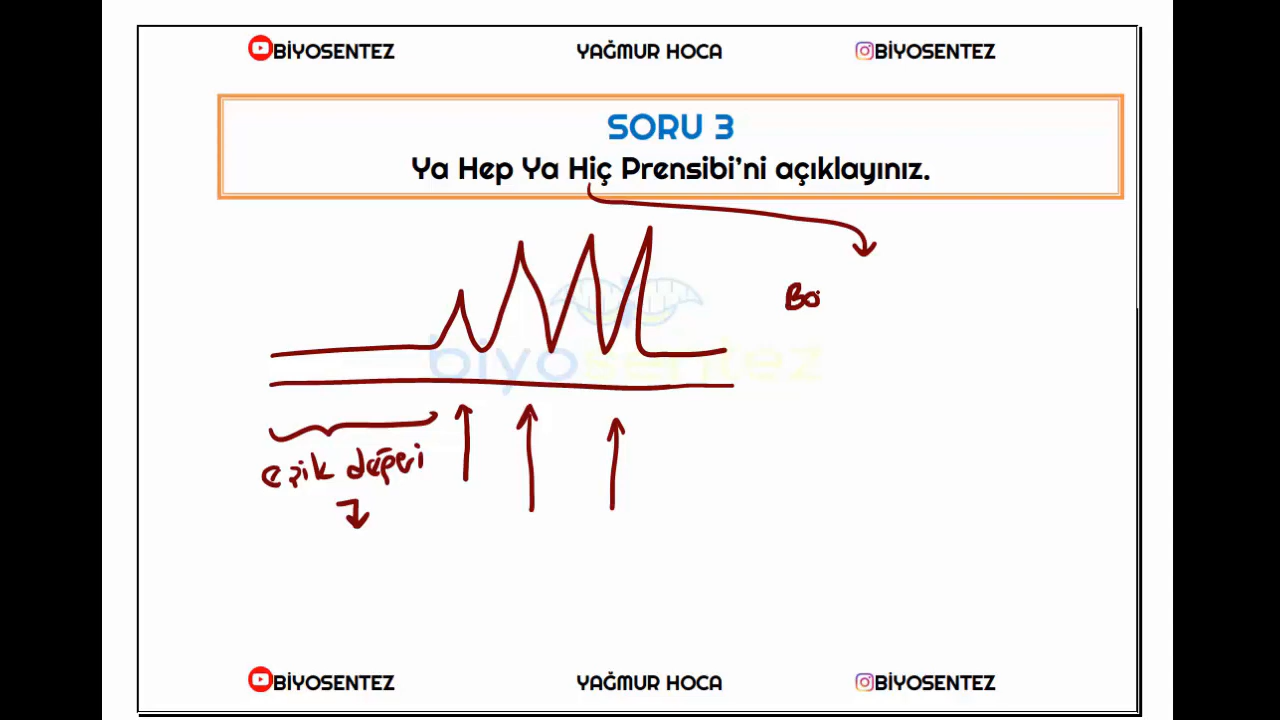 BİYOSENTEZ YAĞMUR HOCA BİYOSENTEZ
SORU 3
Ya Hep Ya Hiç Prensibi'ni açıklayınız.
Bo
biyosentez
eşik değeri
BİYOSENTEZ YAĞMUR HOCA BİYOSENTEZ